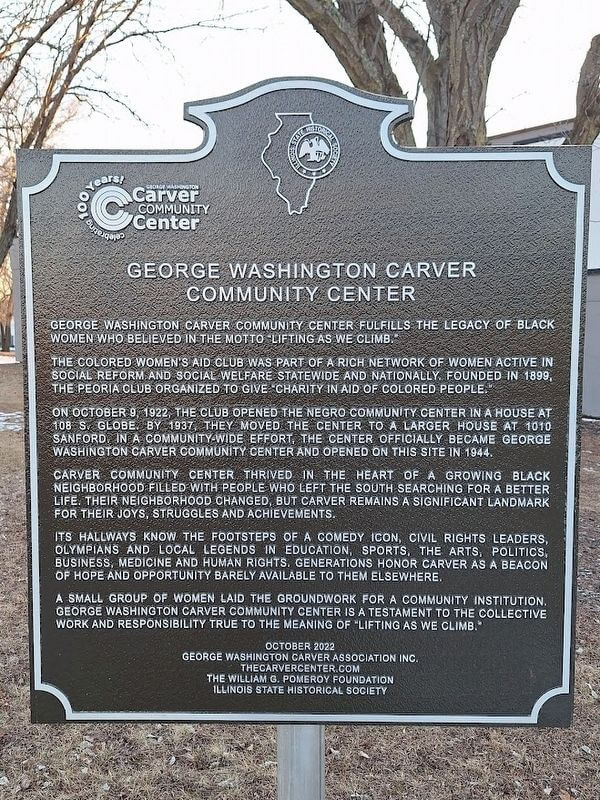 ILLINOIS STATE HISTORICAL SOCIETY
Celebrating 100 Years!
GEORGE WASHINGTON
Carver
COMMUNITY
Center
GEORGE WASHINGTON CARVER
COMMUNITY CENTER
GEORGE WASHINGTON CARVER COMMUNITY CENTER FULFILLS THE LEGACY OF BLACK
WOMEN WHO BELIEVED IN THE MOTTO "LIFTING AS WE CLIMB."
THE COLORED WOMEN'S AID CLUB WAS PART OF A RICH NETWORK OF WOMEN ACTIVE IN
SOCIAL REFORM AND SOCIAL WELFARE STATEWIDE AND NATIONALLY. FOUNDED IN 1899,
THE PEORIA CLUB ORGANIZED TO GIVE "CHARITY IN AID OF COLORED PEOPLE."
ON OCTOBER 9, 1922, THE CLUB OPENED THE NEGRO COMMUNITY CENTER IN A HOUSE AT
108 S. GLOBE. BY 1937, THEY MOVED THE CENTER TO A LARGER HOUSE AT 1010
SANFORD. IN A COMMUNITY-WIDE EFFORT, THE CENTER OFFICIALLY BECAME GEORGE
WASHINGTON CARVER COMMUNITY CENTER AND OPENED ON THIS SITE IN 1944.
CARVER COMMUNITY CENTER THRIVED IN THE HEART OF A GROWING BLACK
NEIGHBORHOOD FILLED WITH PEOPLE WHO LEFT THE SOUTH SEARCHING FOR A BETTER
LIFE. THEIR NEIGHBORHOOD CHANGED, BUT CARVER REMAINS A SIGNIFICANT LANDMARK
FOR THEIR JOYS, STRUGGLES AND ACHIEVEMENTS.
ITS HALLWAYS KNOW THE FOOTSTEPS OF A COMEDY ICON, CIVIL RIGHTS LEADERS,
OLYMPIANS AND LOCAL LEGENDS IN EDUCATION, SPORTS, THE ARTS, POLITICS,
BUSINESS, MEDICINE AND HUMAN RIGHTS. GENERATIONS HONOR CARVER AS A BEACON
OF HOPE AND OPPORTUNITY BARELY AVAILABLE TO THEM ELSEWHERE.
A SMALL GROUP OF WOMEN LAID THE GROUNDWORK FOR A COMMUNITY INSTITUTION.
GEORGE WASHINGTON CARVER COMMUNITY CENTER IS A TESTAMENT TO THE COLLECTIVE
WORK AND RESPONSIBILITY TRUE TO THE MEANING OF "LIFTING AS WE CLIMB."
OCTOBER 2022
GEORGE WASHINGTON CARVER ASSOCIATION INC.
THECARVERCENTER.COM
THE WILLIAM G. POMEROY FOUNDATION
ILLINOIS STATE HISTORICAL SOCIETY